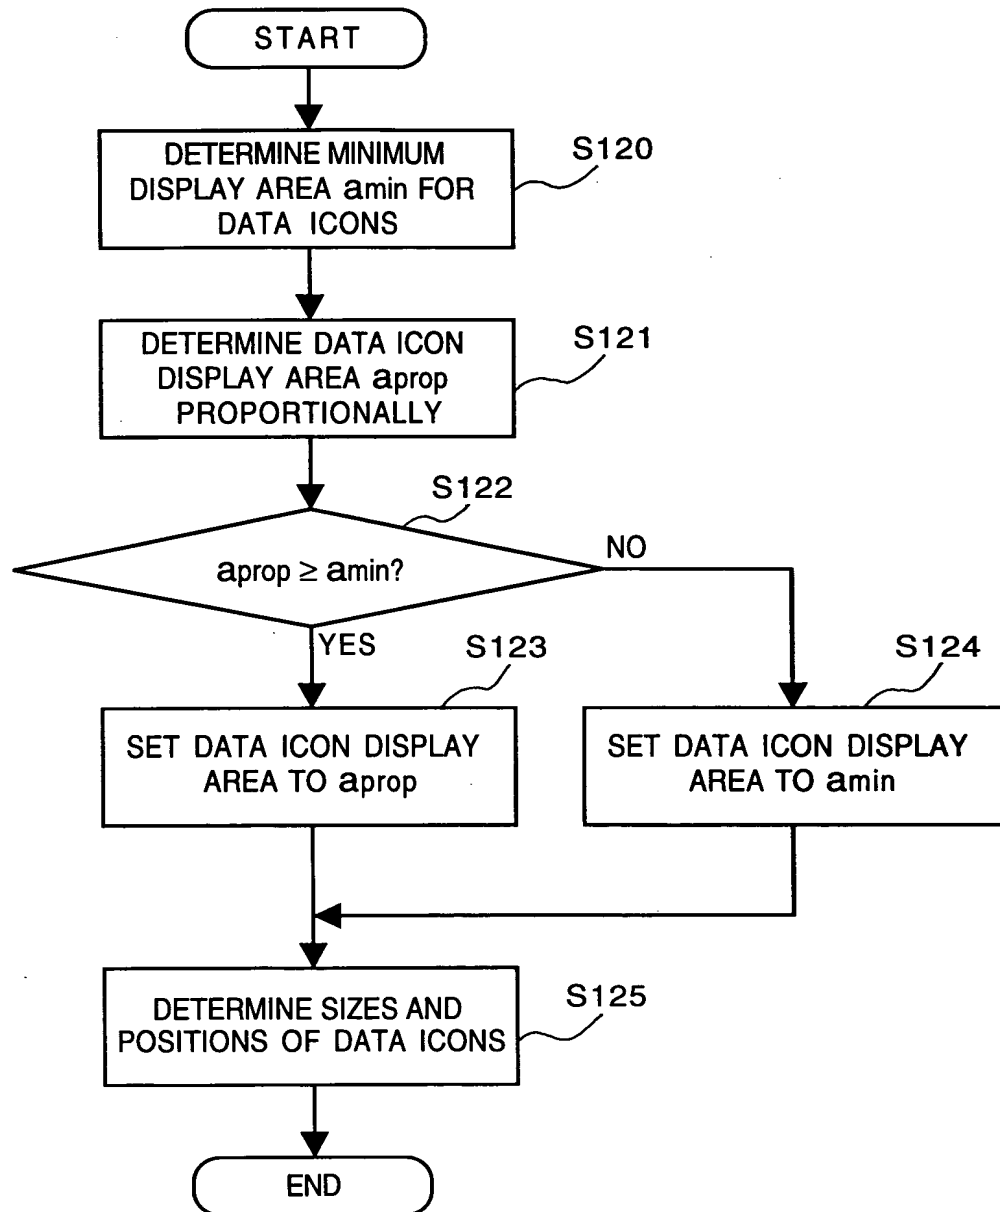 START
S120
DETERMINE MINIMUM
DISPLAY AREA amin FOR
DATA ICONS
S121
DETERMINE DATA ICON
DISPLAY AREA aprop
PROPORTIONALLY
S122
aprop ≥ amin?
NO
YES
S123
SET DATA ICON DISPLAY
AREA TO aprop
S124
SET DATA ICON DISPLAY
AREA TO amin
S125
DETERMINE SIZES AND
POSITIONS OF DATA ICONS
END